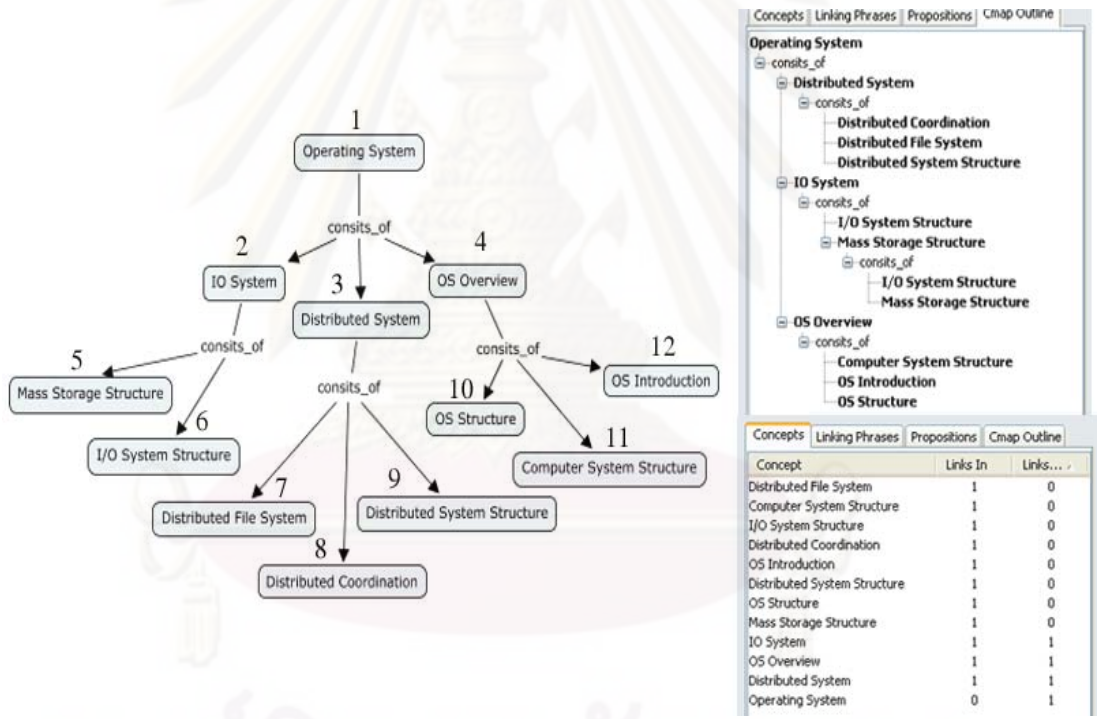 1
Operating System
consits_of
2
IO System
3
Distributed System
4
OS Overview
consits_of
5
Mass Storage Structure
6
I/O System Structure
consits_of
7
Distributed File System
8
Distributed Coordination
9
Distributed System Structure
consits_of
10
OS Structure
11
Computer System Structure
12
OS Introduction
Concepts Linking Phrases Propositions Cmap Outline
Operating System
consits_of
Distributed System
consits_of
Distributed Coordination
Distributed File System
Distributed System Structure
IO System
consits_of
I/O System Structure
Mass Storage Structure
consits_of
I/O System Structure
Mass Storage Structure
OS Overview
consits_of
Computer System Structure
OS Introduction
OS Structure
Concepts Linking Phrases Propositions Cmap Outline
Concept Links In Links...
Distributed File System 1 0
Computer System Structure 1 0
I/O System Structure 1 0
Distributed Coordination 1 0
OS Introduction 1 0
Distributed System Structure 1 0
OS Structure 1 0
Mass Storage Structure 1 0
IO System 1 1
OS Overview 1 1
Distributed System 1 1
Operating System 0 1